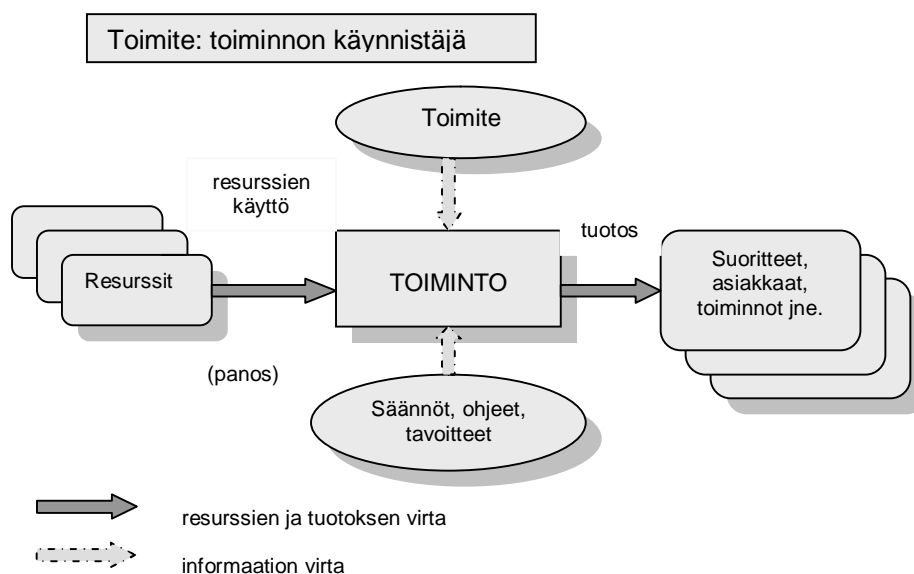 Toimite: toiminnon käynnistäjä
Toimite
resurssien
käyttö
tuotos
Resurssit
TOIMINTO
Suoritteet,
asiakkaat,
toiminnot jne.
(panos)
Säännöt, ohjeet,
tavoitteet
resurssien ja tuotoksen virta
informaation virta